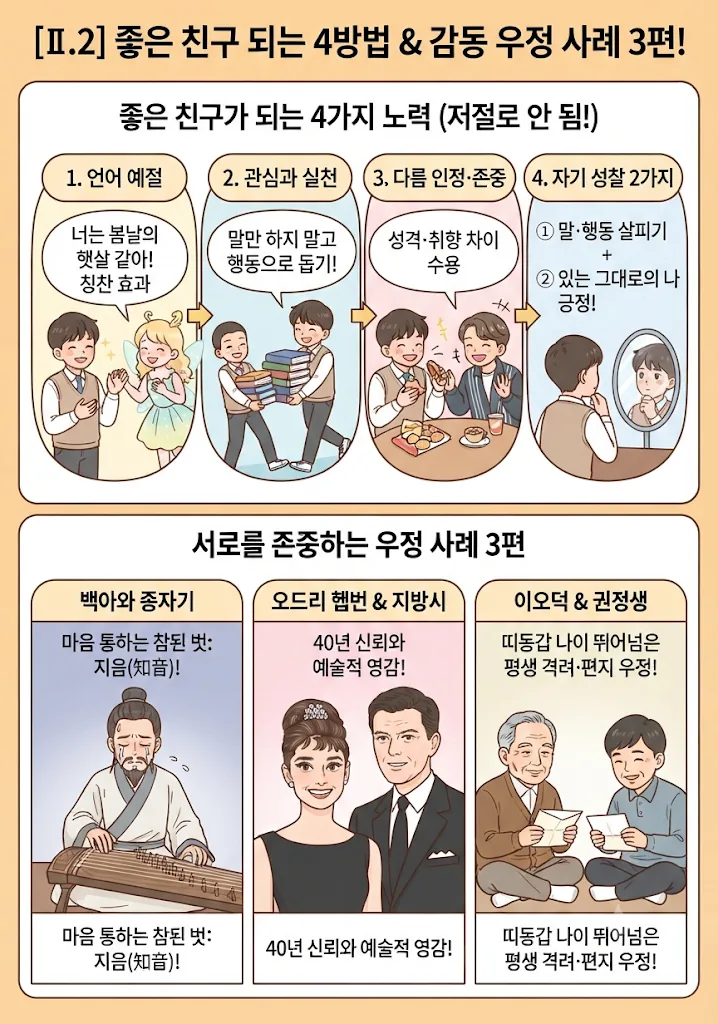 [Ⅱ.2] 좋은 친구 되는 4방법 & 감동 우정 사례 3편!
좋은 친구가 되는 4가지 노력 (저절로 안 됨!)
1. 언어 예절
너는 봄날의
햇살 같아!
칭찬 효과
2. 관심과 실천
말만 하지 말고
행동으로 돕기!
3. 다름 인정·존중
성격·취향 차이
수용
4. 자기 성찰 2가지
① 말·행동 살피기
+
② 있는 그대로의 나
긍정!
서로를 존중하는 우정 사례 3편
백아와 종자기
마음 통하는 참된 벗:
지음(知音)!
마음 통하는 참된 벗:
지음(知音)!
오드리 헵번 & 지방시
40년 신뢰와
예술적 영감!
40년 신뢰와 예술적 영감!
이오덕 & 권정생
띠동갑 나이 뛰어넘은
평생 격려·편지 우정!
띠동갑 나이 뛰어넘은
평생 격려·편지 우정!